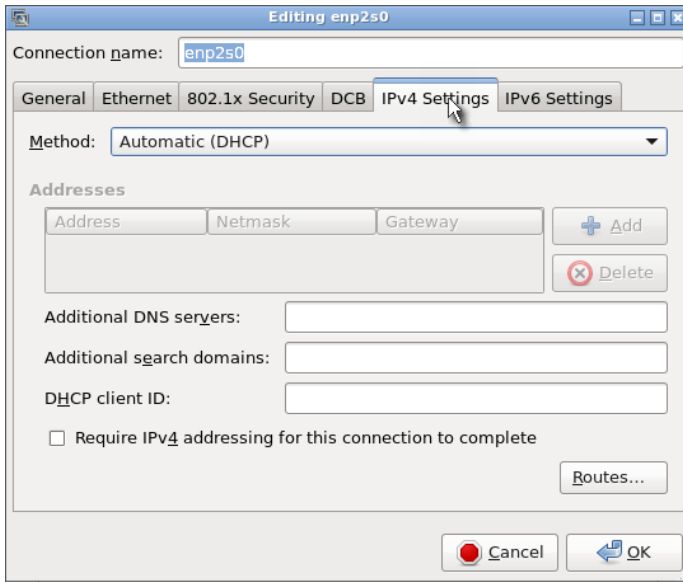 Editing enp2s0
Connection name: enp2s0
General Ethernet 802.1x Security DCB IPv4 Settings IPv6 Settings
Method: Automatic (DHCP)
Addresses
Address Netmask Gateway
Add
Delete
Additional DNS servers:
Additional search domains:
DHCP client ID:
Require IPv4 addressing for this connection to complete
Routes...
Cancel OK